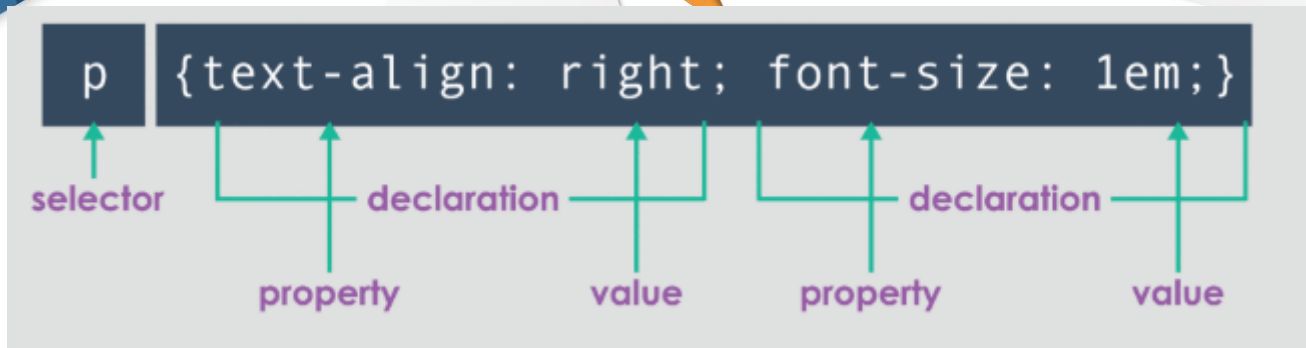 p {text-align: right; font-size: 1em;}
selector declaration declaration
property value property value